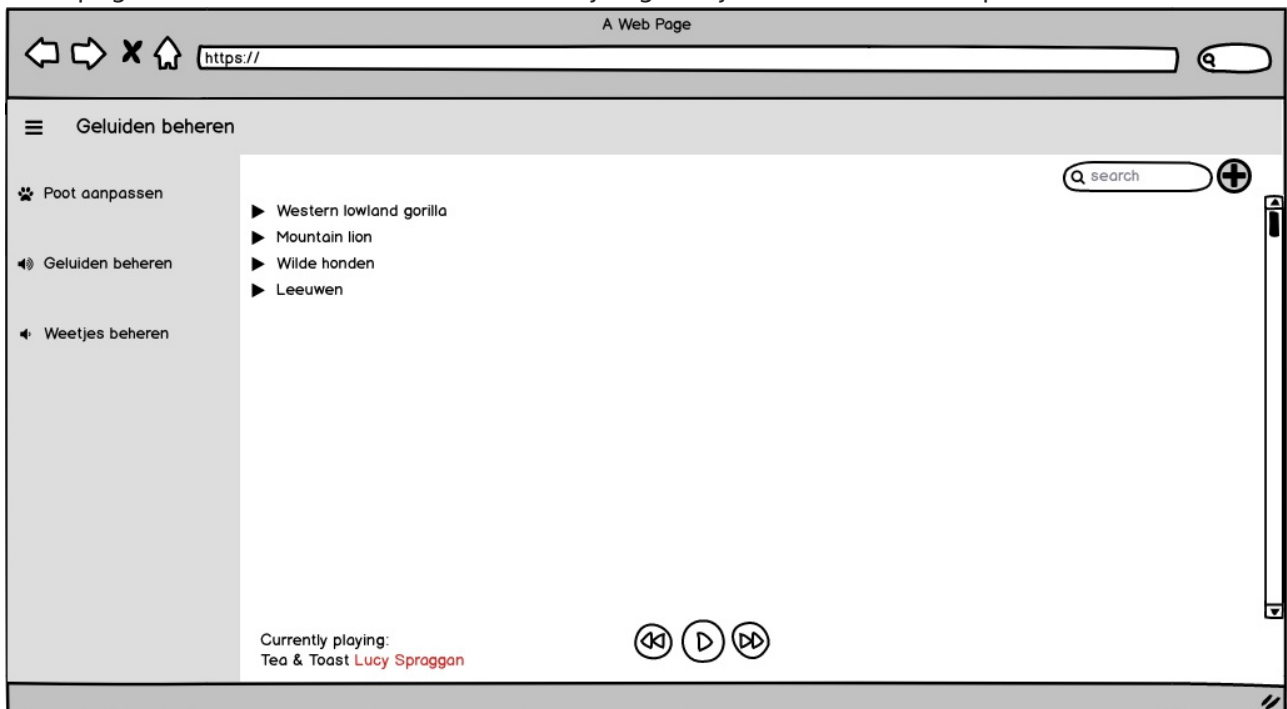 A Web Page
https://
Geluiden beheren
search
Poot aanpassen
Geluiden beheren
Weetjes beheren
Western lowland gorilla
Mountain lion
Wilde honden
Leeuwen
Currently playing:
Tea & Toast Lucy Spraggan